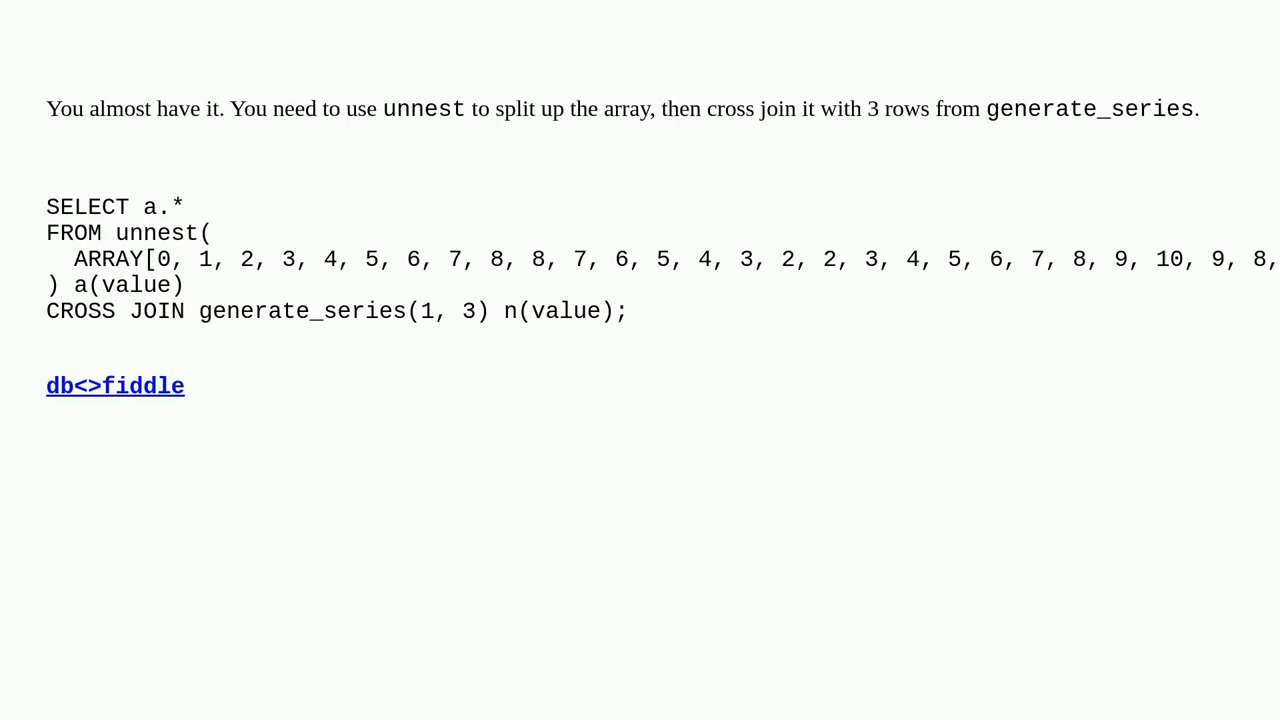 You almost have it. You need to use unnest to split up the array, then cross join it with 3 rows from generate_series.
SELECT a.*
FROM unnest(
  ARRAY[0, 1, 2, 3, 4, 5, 6, 7, 8, 8, 7, 6, 5, 4, 3, 2, 2, 3, 4, 5, 6, 7, 8, 9, 10, 9, 8,
) a(value)
CROSS JOIN generate_series(1, 3) n(value);
db<>fiddle